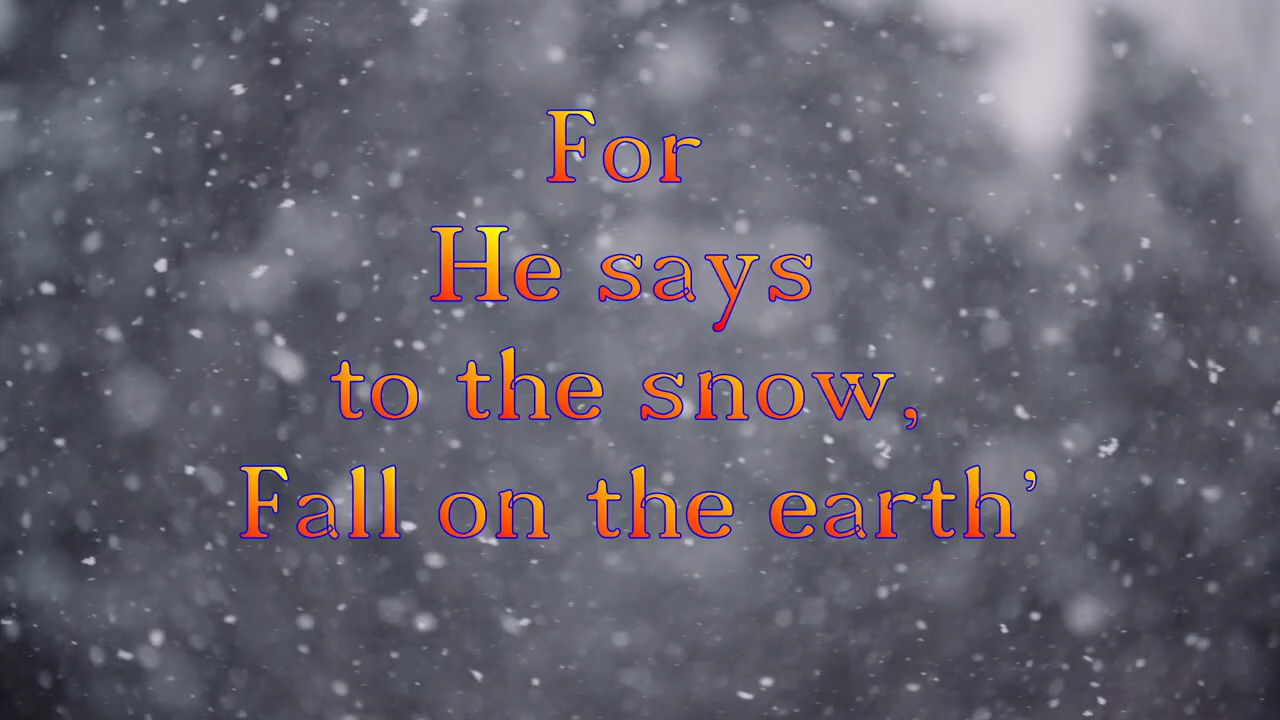 For
He says
to the snow,
Fall on the earth’